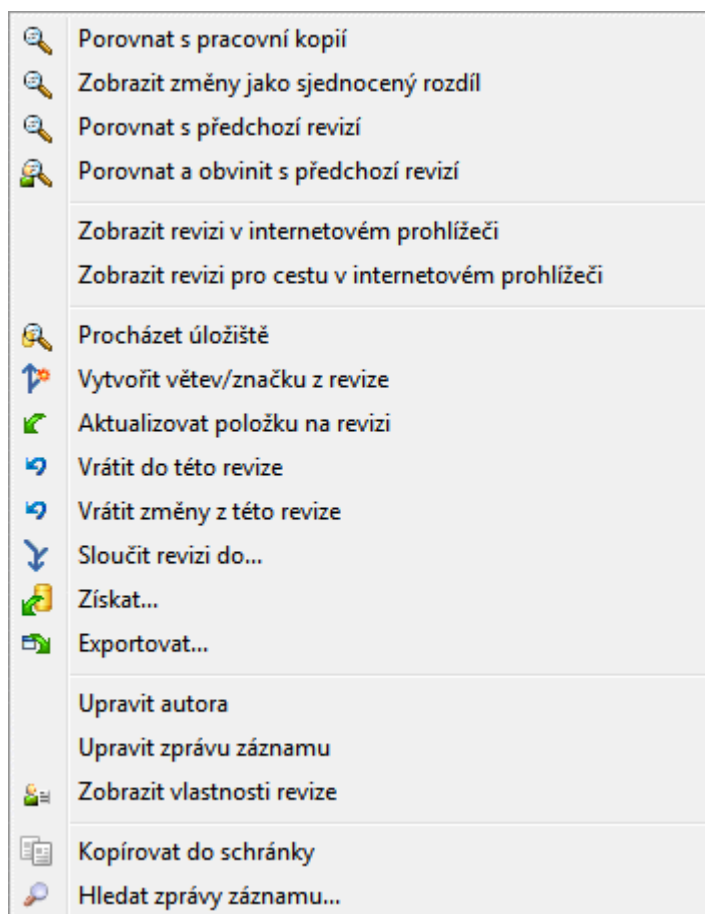 Porovnat s pracovní kopií
Zobrazit změny jako sjednocený rozdíl
Porovnat s předchozí revizí
Porovnat a obvinit s předchozí revizí
Zobrazit revizi v internetovém prohlížeči
Zobrazit revizi pro cestu v internetovém prohlížeči
Procházet úložiště
Vytvořit větev/značku z revize
Aktualizovat položku na revizi
Vrátit do této revize
Vrátit změny z této revize
Sloučit revizi do...
Získat...
Exportovat...
Upravit autora
Upravit zprávu záznamu
Zobrazit vlastnosti revize
Kopírovat do schránky
Hledat zprávy záznamu...